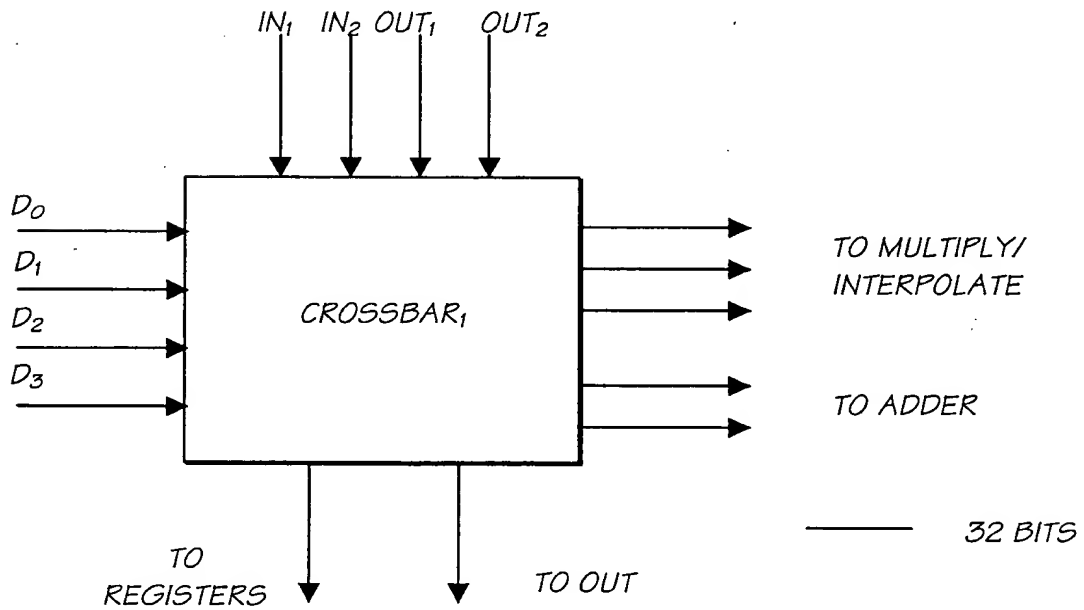 IN₁ IN₂ OUT₁ OUT₂
D₀
D₁
D₂
D₃
CROSSBAR₁
TO MULTIPLY/
INTERPOLATE
TO ADDER
32 BITS
TO
REGISTERS
TO OUT